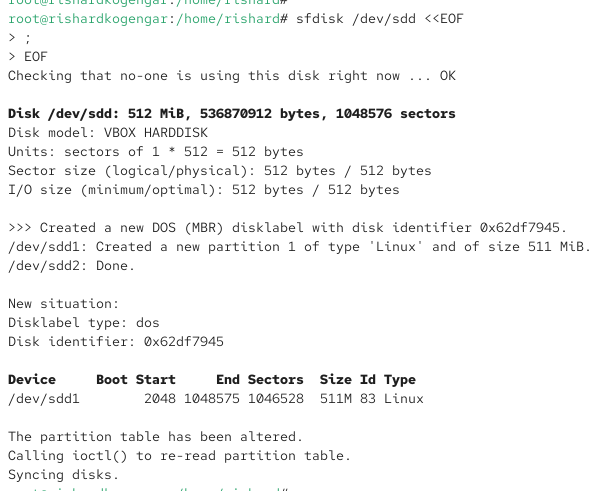 root@rishardkogengar:/home/rishard#
root@rishardkogengar:/home/rishard# sfdisk /dev/sdd <<EOF
> ;
> EOF
Checking that no-one is using this disk right now ... OK
Disk /dev/sdd: 512 MiB, 536870912 bytes, 1048576 sectors
Disk model: VBOX HARDDISK
Units: sectors of 1 * 512 = 512 bytes
Sector size (logical/physical): 512 bytes / 512 bytes
I/O size (minimum/optimal): 512 bytes / 512 bytes
>>> Created a new DOS (MBR) disklabel with disk identifier 0x62df7945.
/dev/sdd1: Created a new partition 1 of type 'Linux' and of size 511 MiB.
/dev/sdd2: Done.
New situation:
Disklabel type: dos
Disk identifier: 0x62df7945
Device     Boot Start     End Sectors  Size Id Type
/dev/sdd1        2048 1048575 1046528  511M 83 Linux
The partition table has been altered.
Calling ioctl() to re-read partition table.
Syncing disks.